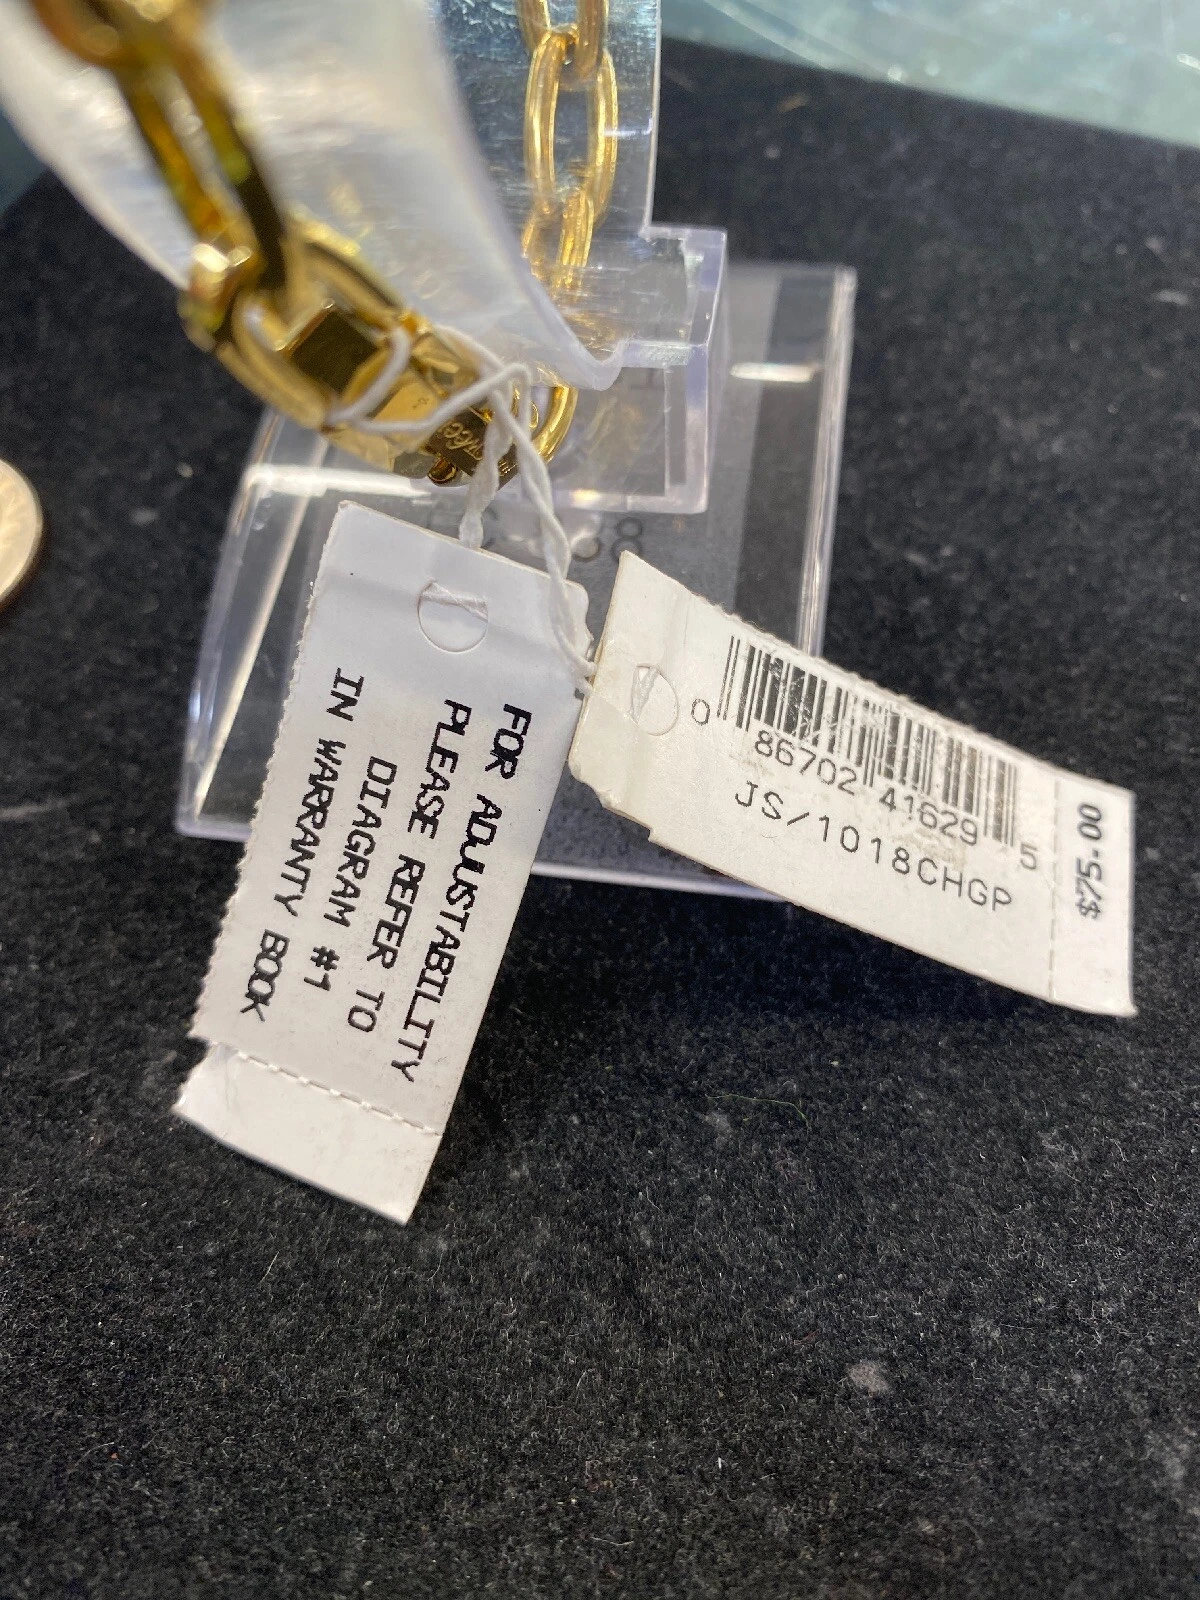 FOR ADJUSTABILITY
PLEASE REFER TO
DIAGRAM #1
IN WARRANTY BOOK
0 86702 41629 5
JS/1018CHGP
$75.00